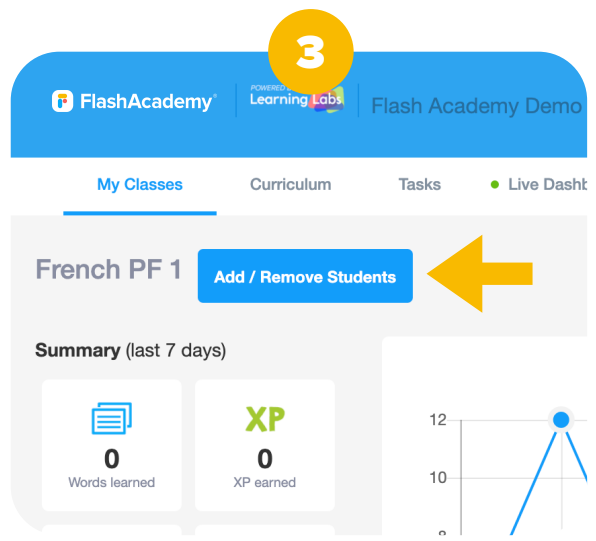 3
FlashAcademy®
POWERED
Learning Labs
Flash Academy Demo
My Classes
Curriculum
Tasks
Live Dashb
French PF 1
Add / Remove Students
Summary (last 7 days)
0
Words learned
XP
0
XP earned
12
10
8